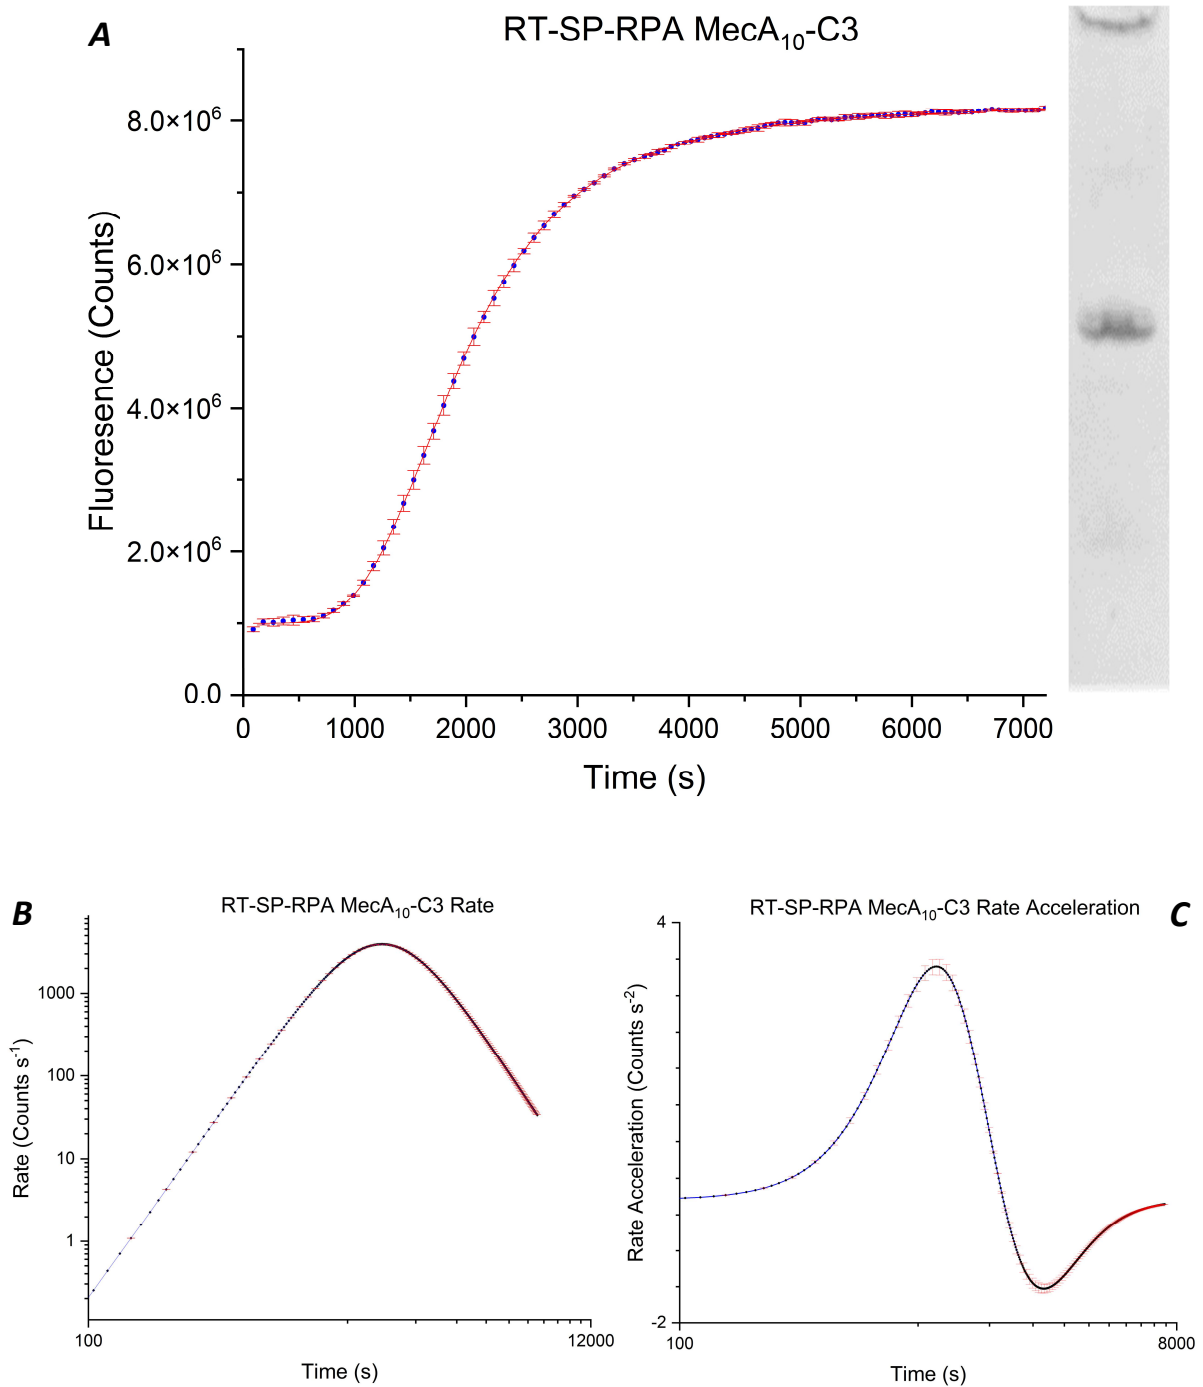 A
RT-SP-RPA MecA10-C3
Fluoresence (Counts)
8.0×10^6
6.0×10^6
4.0×10^6
2.0×10^6
0.0
0 1000 2000 3000 4000 5000 6000 7000
Time (s)
B
RT-SP-RPA MecA10-C3 Rate
Rate (Counts s^-1)
1000
100
10
1
100 12000
Time (s)
RT-SP-RPA MecA10-C3 Rate Acceleration
C
Rate Acceleration (Counts s^-2)
4
-2
100 8000
Time (s)